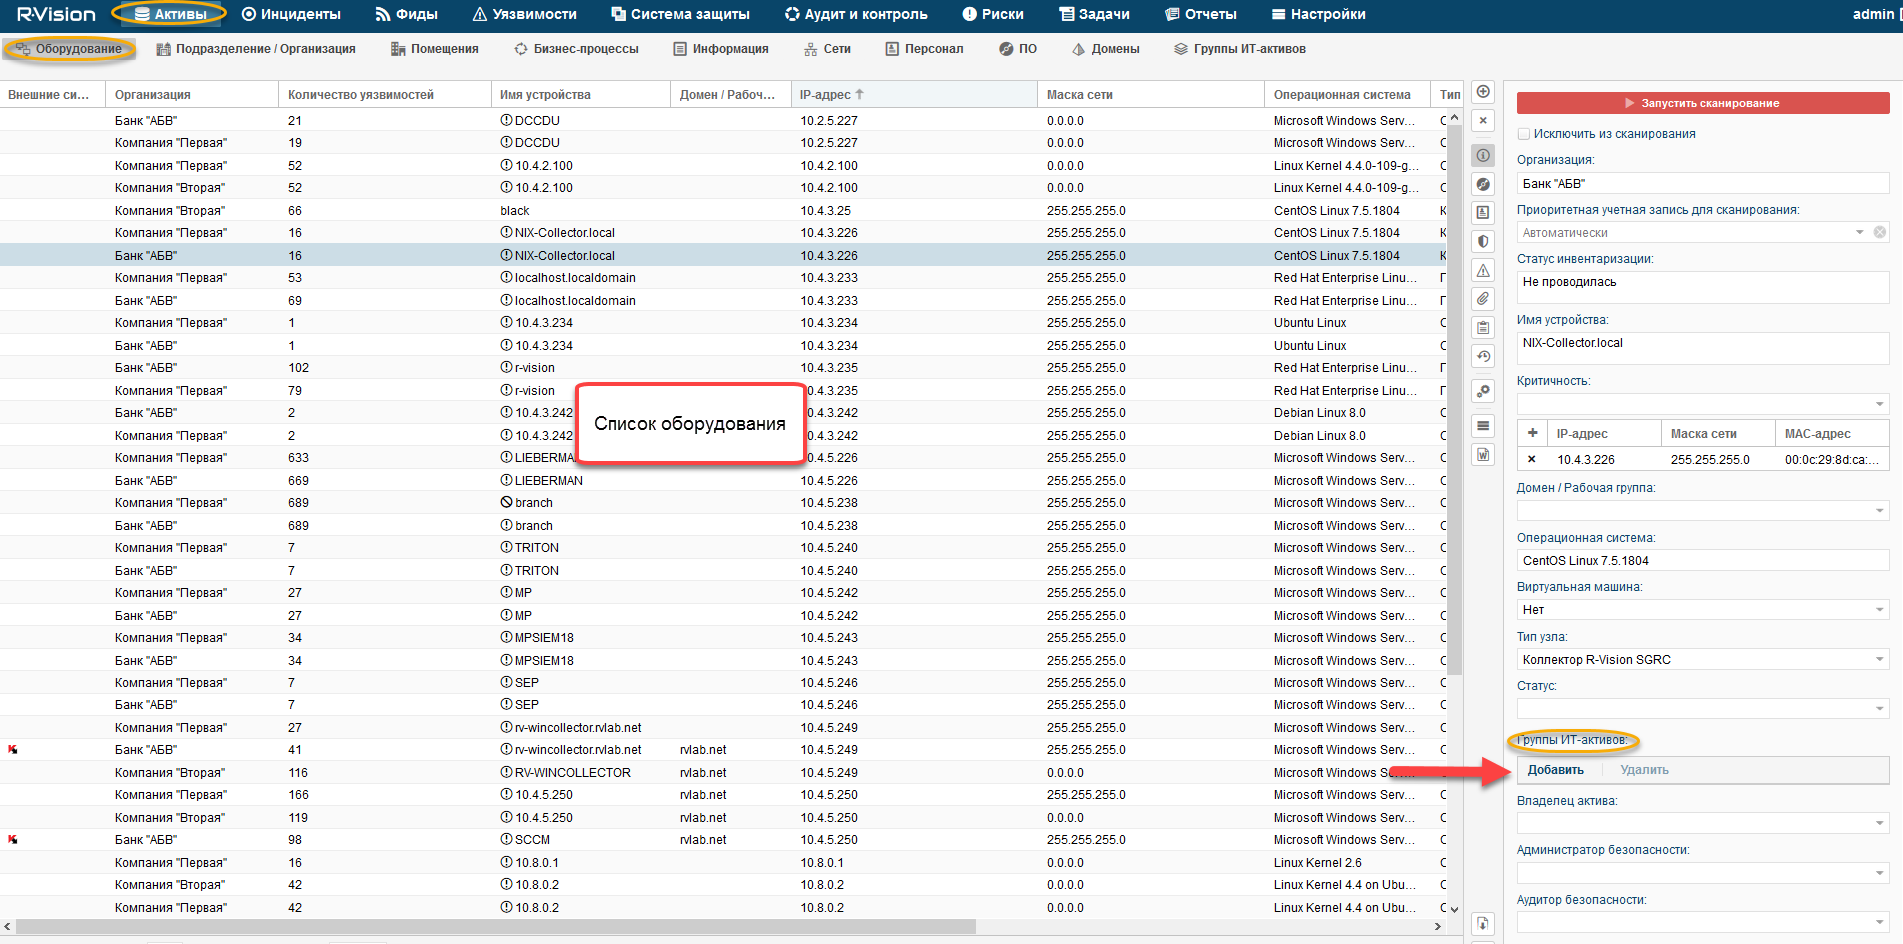 R·Vision Активы Инциденты Фиды Уязвимости Система защиты Аудит и контроль Риски Задачи Отчеты Настройки admin
Оборудование Подразделение / Организация Помещения Бизнес-процессы Информация Сети Персонал ПО Домены Группы ИТ-активов
Внешние си... Организация Количество уязвимостей Имя устройства Домен / Рабоч... IP-адрес Маска сети Операционная система Тип
Банк "АБВ" 21 DCCDU 10.2.5.227 0.0.0.0 Microsoft Windows Serv... С
Компания "Первая" 19 DCCDU 10.2.5.227 0.0.0.0 Microsoft Windows Serv... С
Компания "Первая" 52 10.4.2.100 10.4.2.100 0.0.0.0 Linux Kernel 4.4.0-109-g... С
Компания "Вторая" 52 10.4.2.100 10.4.2.100 0.0.0.0 Linux Kernel 4.4.0-109-g... С
Компания "Вторая" 66 black 10.4.3.25 255.255.255.0 CentOS Linux 7.5.1804 К
Компания "Первая" 16 NIX-Collector.local 10.4.3.226 255.255.255.0 CentOS Linux 7.5.1804 К
Банк "АБВ" 16 NIX-Collector.local 10.4.3.226 255.255.255.0 CentOS Linux 7.5.1804 К
Компания "Первая" 53 localhost.localdomain 10.4.3.233 255.255.255.0 Red Hat Enterprise Linu... Г
Банк "АБВ" 69 localhost.localdomain 10.4.3.233 255.255.255.0 Red Hat Enterprise Linu... Г
Компания "Первая" 1 10.4.3.234 10.4.3.234 255.255.255.0 Ubuntu Linux С
Банк "АБВ" 1 10.4.3.234 10.4.3.234 255.255.255.0 Ubuntu Linux С
Банк "АБВ" 102 r-vision 10.4.3.235 255.255.255.0 Red Hat Enterprise Linu... Г
Компания "Первая" 79 r-vision 0.4.3.235 255.255.255.0 Red Hat Enterprise Linu... Г
Банк "АБВ" 2 10.4.3.242 0.4.3.242 255.255.255.0 Debian Linux 8.0 С
Компания "Первая" 2 10.4.3.242 0.4.3.242 255.255.255.0 Debian Linux 8.0 С
Компания "Первая" 633 LIEBERMA 0.4.5.226 255.255.255.0 Microsoft Windows Serv... С
Банк "АБВ" 669 LIEBERMAN 10.4.5.226 255.255.255.0 Microsoft Windows Serv... С
Компания "Первая" 689 branch 10.4.5.238 255.255.255.0 Microsoft Windows Serv... С
Банк "АБВ" 689 branch 10.4.5.238 255.255.255.0 Microsoft Windows Serv... С
Компания "Первая" 7 TRITON 10.4.5.240 255.255.255.0 Microsoft Windows Serv... С
Банк "АБВ" 7 TRITON 10.4.5.240 255.255.255.0 Microsoft Windows Serv... С
Компания "Первая" 27 MP 10.4.5.242 255.255.255.0 Microsoft Windows Serv... С
Банк "АБВ" 27 MP 10.4.5.242 255.255.255.0 Microsoft Windows Serv... С
Компания "Первая" 34 MPSIEM18 10.4.5.243 255.255.255.0 Microsoft Windows Serv... С
Банк "АБВ" 34 MPSIEM18 10.4.5.243 255.255.255.0 Microsoft Windows Serv... С
Компания "Первая" 7 SEP 10.4.5.246 255.255.255.0 Microsoft Windows Serv... С
Банк "АБВ" 7 SEP 10.4.5.246 255.255.255.0 Microsoft Windows Serv... С
Компания "Первая" 27 rv-wincollector.rvlab.net 10.4.5.249 255.255.255.0 Microsoft Windows Serv... С
Банк "АБВ" 41 rv-wincollector.rvlab.net rvlab.net 10.4.5.249 255.255.255.0 Microsoft Windows Serv... С
Компания "Вторая" 116 RV-WINCOLLECTOR rvlab.net 10.4.5.249 0.0.0.0 Microsoft Windows Serv... С
Компания "Первая" 166 10.4.5.250 rvlab.net 10.4.5.250 255.255.255.0 Microsoft Windows Serv... С
Компания "Вторая" 119 10.4.5.250 rvlab.net 10.4.5.250 0.0.0.0 Microsoft Windows Serv... С
Банк "АБВ" 98 SCCM rvlab.net 10.4.5.250 255.255.255.0 Microsoft Windows Serv... С
Компания "Первая" 16 10.8.0.1 10.8.0.1 0.0.0.0 Linux Kernel 2.6 С
Компания "Вторая" 42 10.8.0.2 10.8.0.2 0.0.0.0 Linux Kernel 4.4 on Ubu... С
Компания "Первая" 42 10.8.0.2 10.8.0.2 0.0.0.0 Linux Kernel 4.4 on Ubu... С
Список оборудования
Запустить сканирование
Исключить из сканирования
Организация:
Банк "АБВ"
Приоритетная учетная запись для сканирования:
Автоматически
Статус инвентаризации:
Не проводилась
Имя устройства:
NIX-Collector.local
Критичность:
IP-адрес Маска сети MAC-адрес
10.4.3.226 255.255.255.0 00:0c:29:8d:ca:...
Домен / Рабочая группа:
Операционная система:
CentOS Linux 7.5.1804
Виртуальная машина:
Нет
Тип узла:
Коллектор R-Vision SGRC
Статус:
Группы ИТ-активов:
Добавить Удалить
Владелец актива:
Администратор безопасности:
Аудитор безопасности: